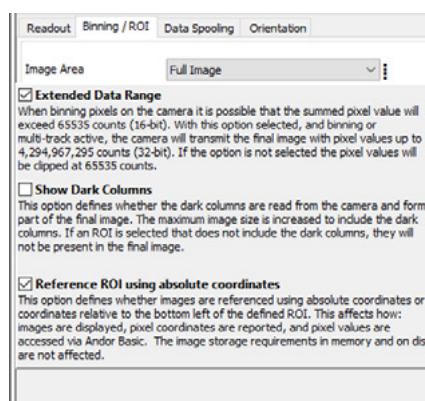 Readout Binning / ROI Data Spooling Orientation
Image Area Full Image
Extended Data Range
When binning pixels on the camera it is possible that the summed pixel value will
exceed 65535 counts (16-bit). With this option selected, and binning or
multi-track active, the camera will transmit the final image with pixel values up to
4,294,967,295 counts (32-bit). If the option is not selected the pixel values will
be clipped at 65535 counts.
Show Dark Columns
This option defines whether the dark columns are read from the camera and form
part of the final image. The maximum image size is increased to include the dark
columns. If an ROI is selected that does not include the dark columns, they will
not be present in the final image.
Reference ROI using absolute coordinates
This option defines whether images are referenced using absolute coordinates or
coordinates relative to the bottom left of the defined ROI. This affects how:
images are displayed, pixel coordinates are reported, and pixel values are
accessed via Andor Basic. The image storage requirements in memory and on dis
are not affected.